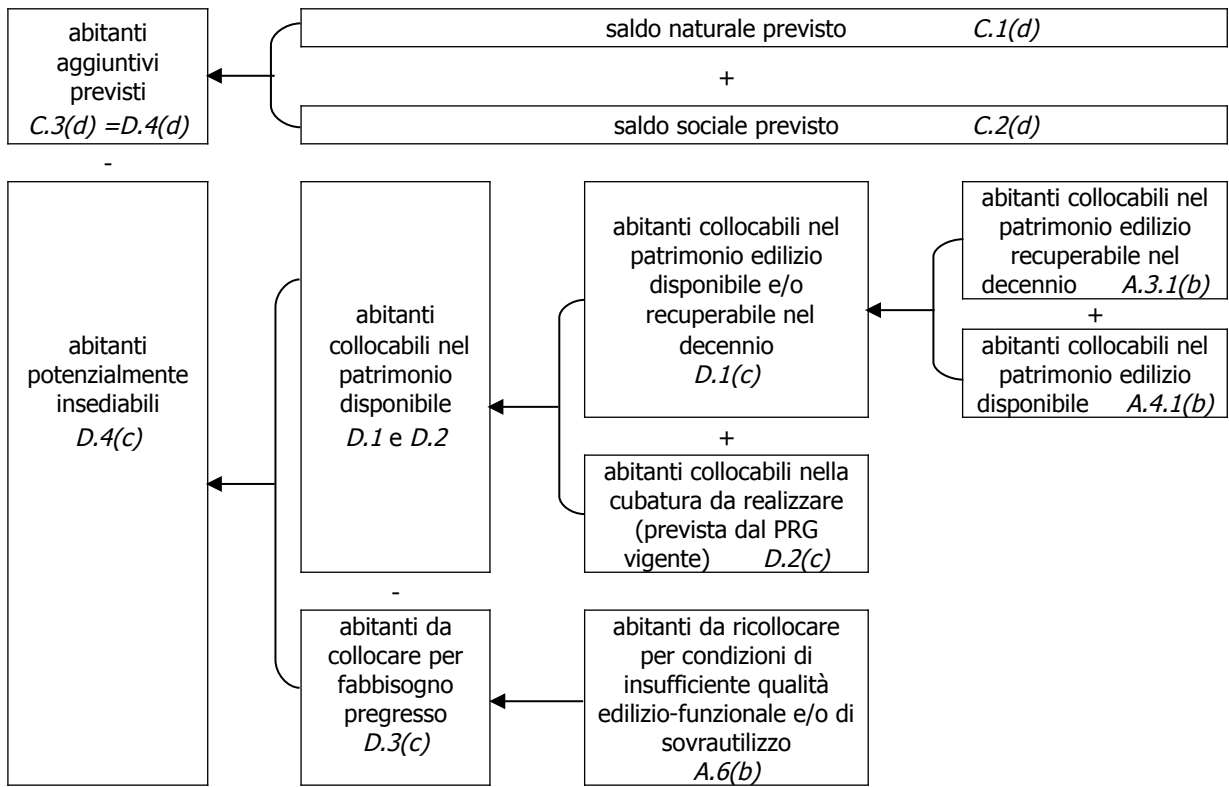 abitanti
aggiuntivi
previsti
C.3(d) =D.4(d)
saldo naturale previsto C.1(d)
+
saldo sociale previsto C.2(d)
-
abitanti
potenzialmente
insediabili
D.4(c)
abitanti
collocabili nel
patrimonio
disponibile
D.1 e D.2
abitanti collocabili nel
patrimonio edilizio
disponibile e/o
recuperabile nel
decennio
D.1(c)
abitanti collocabili nel
patrimonio edilizio
recuperabile nel
decennio A.3.1(b)
+
abitanti collocabili nel
patrimonio edilizio
disponibile A.4.1(b)
+
abitanti collocabili nella
cubatura da realizzare
(prevista dal PRG
vigente) D.2(c)
-
abitanti da
collocare per
fabbisogno
pregresso
D.3(c)
abitanti da ricollocare
per condizioni di
insufficiente qualità
edilizio-funzionale e/o di
sovrautilizzo
A.6(b)